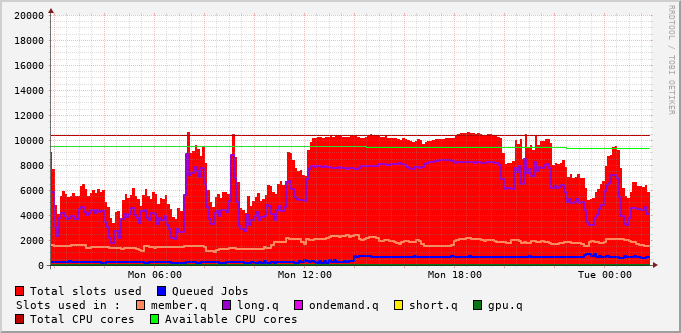 20000
18000
16000
14000
12000
10000
8000
6000
4000
2000
0
Mon 06:00 Mon 12:00 Mon 18:00 Tue 00:00
Total slots used Queued Jobs
Slots used in : member.q long.q ondemand.q short.q gpu.q
Total CPU cores Available CPU cores
RRDTOOL / TOBI OETIKER